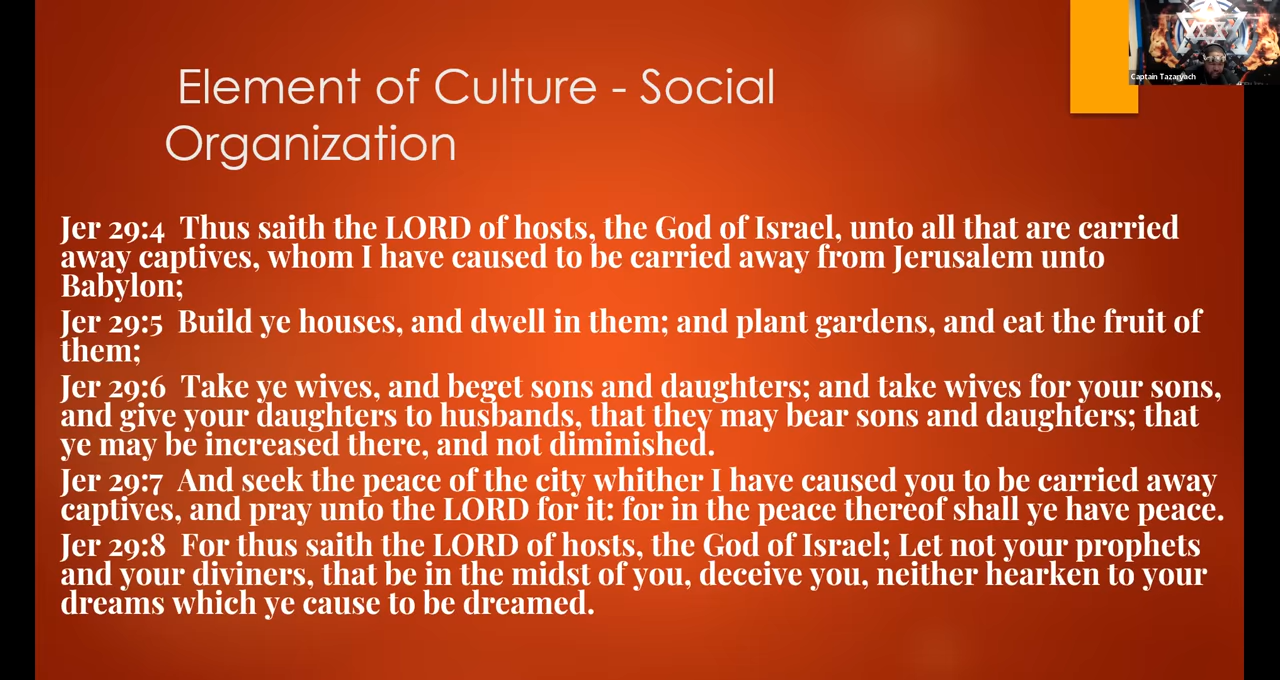 Captain Tazaryach
Element of Culture - Social
Organization
Jer 29:4  Thus saith the LORD of hosts, the God of Israel, unto all that are carried
away captives, whom I have caused to be carried away from Jerusalem unto
Babylon;
Jer 29:5  Build ye houses, and dwell in them; and plant gardens, and eat the fruit of
them;
Jer 29:6  Take ye wives, and beget sons and daughters; and take wives for your sons,
and give your daughters to husbands, that they may bear sons and daughters; that
ye may be increased there, and not diminished.
Jer 29:7  And seek the peace of the city whither I have caused you to be carried away
captives, and pray unto the LORD for it: for in the peace thereof shall ye have peace.
Jer 29:8  For thus saith the LORD of hosts, the God of Israel; Let not your prophets
and your diviners, that be in the midst of you, deceive you, neither hearken to your
dreams which ye cause to be dreamed.